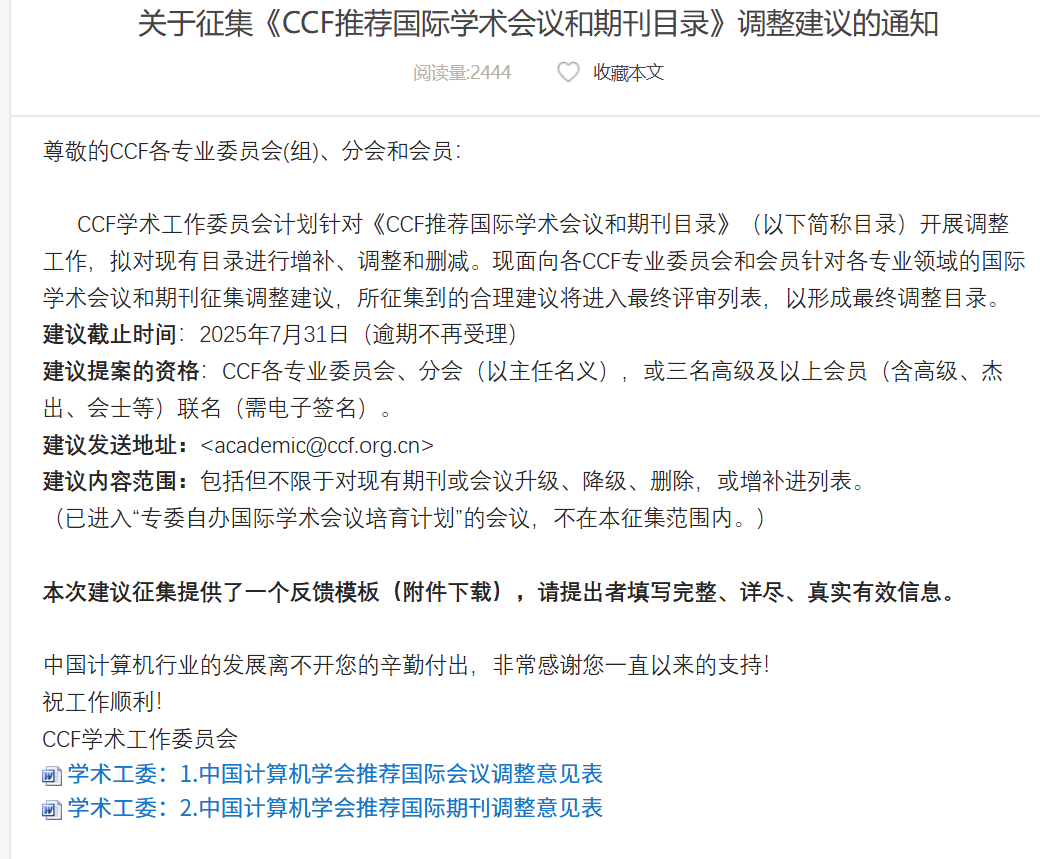 关于征集《CCF推荐国际学术会议和期刊目录》调整建议的通知
阅读量:2444 收藏本文
尊敬的CCF各专业委员会(组)、分会和会员：
CCF学术工作委员会计划针对《CCF推荐国际学术会议和期刊目录》（以下简称目录）开展调整
工作，拟对现有目录进行增补、调整和删减。现面向各CCF专业委员会和会员针对各专业领域的国际
学术会议和期刊征集调整建议，所征集到的合理建议将进入最终评审列表，以形成最终调整目录。
建议截止时间：2025年7月31日（逾期不再受理）
建议提案的资格：CCF各专业委员会、分会（以主任名义），或三名高级及以上会员（含高级、杰
出、会士等）联名（需电子签名）。
建议发送地址：<academic@ccf.org.cn>
建议内容范围：包括但不限于对现有期刊或会议升级、降级、删除，或增补进列表。
（已进入“专委自办国际学术会议培育计划”的会议，不在本征集范围内。）
本次建议征集提供了一个反馈模板（附件下载），请提出者填写完整、详尽、真实有效信息。
中国计算机行业的发展离不开您的辛勤付出，非常感谢您一直以来的支持！
祝工作顺利！
CCF学术工作委员会
学术工委：1.中国计算机学会推荐国际会议调整意见表
学术工委：2.中国计算机学会推荐国际期刊调整意见表